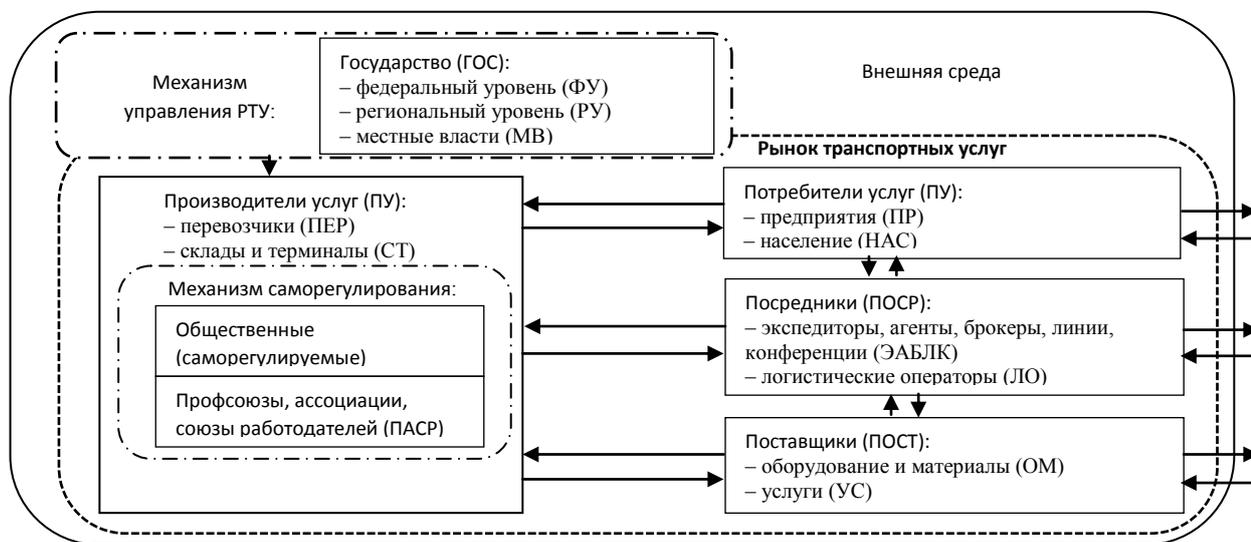 Механизм
управления РТУ:
Государство (ГОС):
– федеральный уровень (ФУ)
– региональный уровень (РУ)
– местные власти (МВ)
Внешняя среда
Рынок транспортных услуг
Производители услуг (ПУ):
– перевозчики (ПЕР)
– склады и терминалы (СТ)
Механизм саморегулирования:
Общественные
(саморегулируемые)
Профсоюзы, ассоциации,
союзы работодателей (ПАСР)
Потребители услуг (ПУ):
– предприятия (ПР)
– население (НАС)
Посредники (ПОСР):
– экспедиторы, агенты, брокеры, линии,
конференции (ЭАБЛК)
– логистические операторы (ЛО)
Поставщики (ПОСТ):
– оборудование и материалы (ОМ)
– услуги (УС)